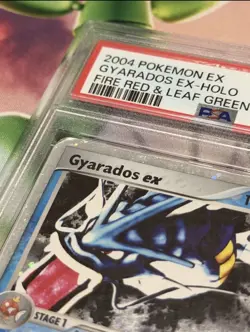 2004 POKEMON EX
GYARADOS EX-HOLO
FIRE RED & LEAF GREEN
PSA
Gyarados ex
STAGE 1